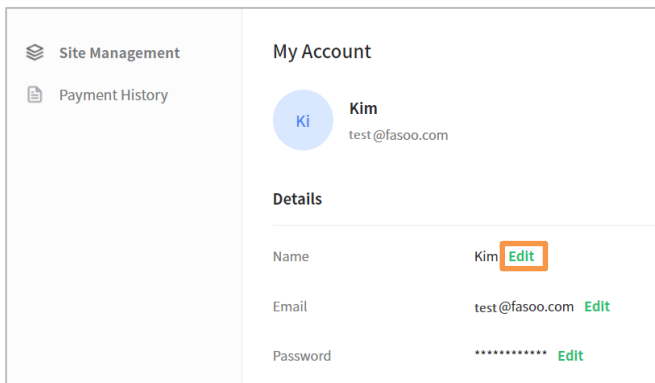 Site Management
Payment History
My Account
Ki
Kim
test@fasoo.com
Details
Name Kim Edit
Email test@fasoo.com Edit
Password ************ Edit